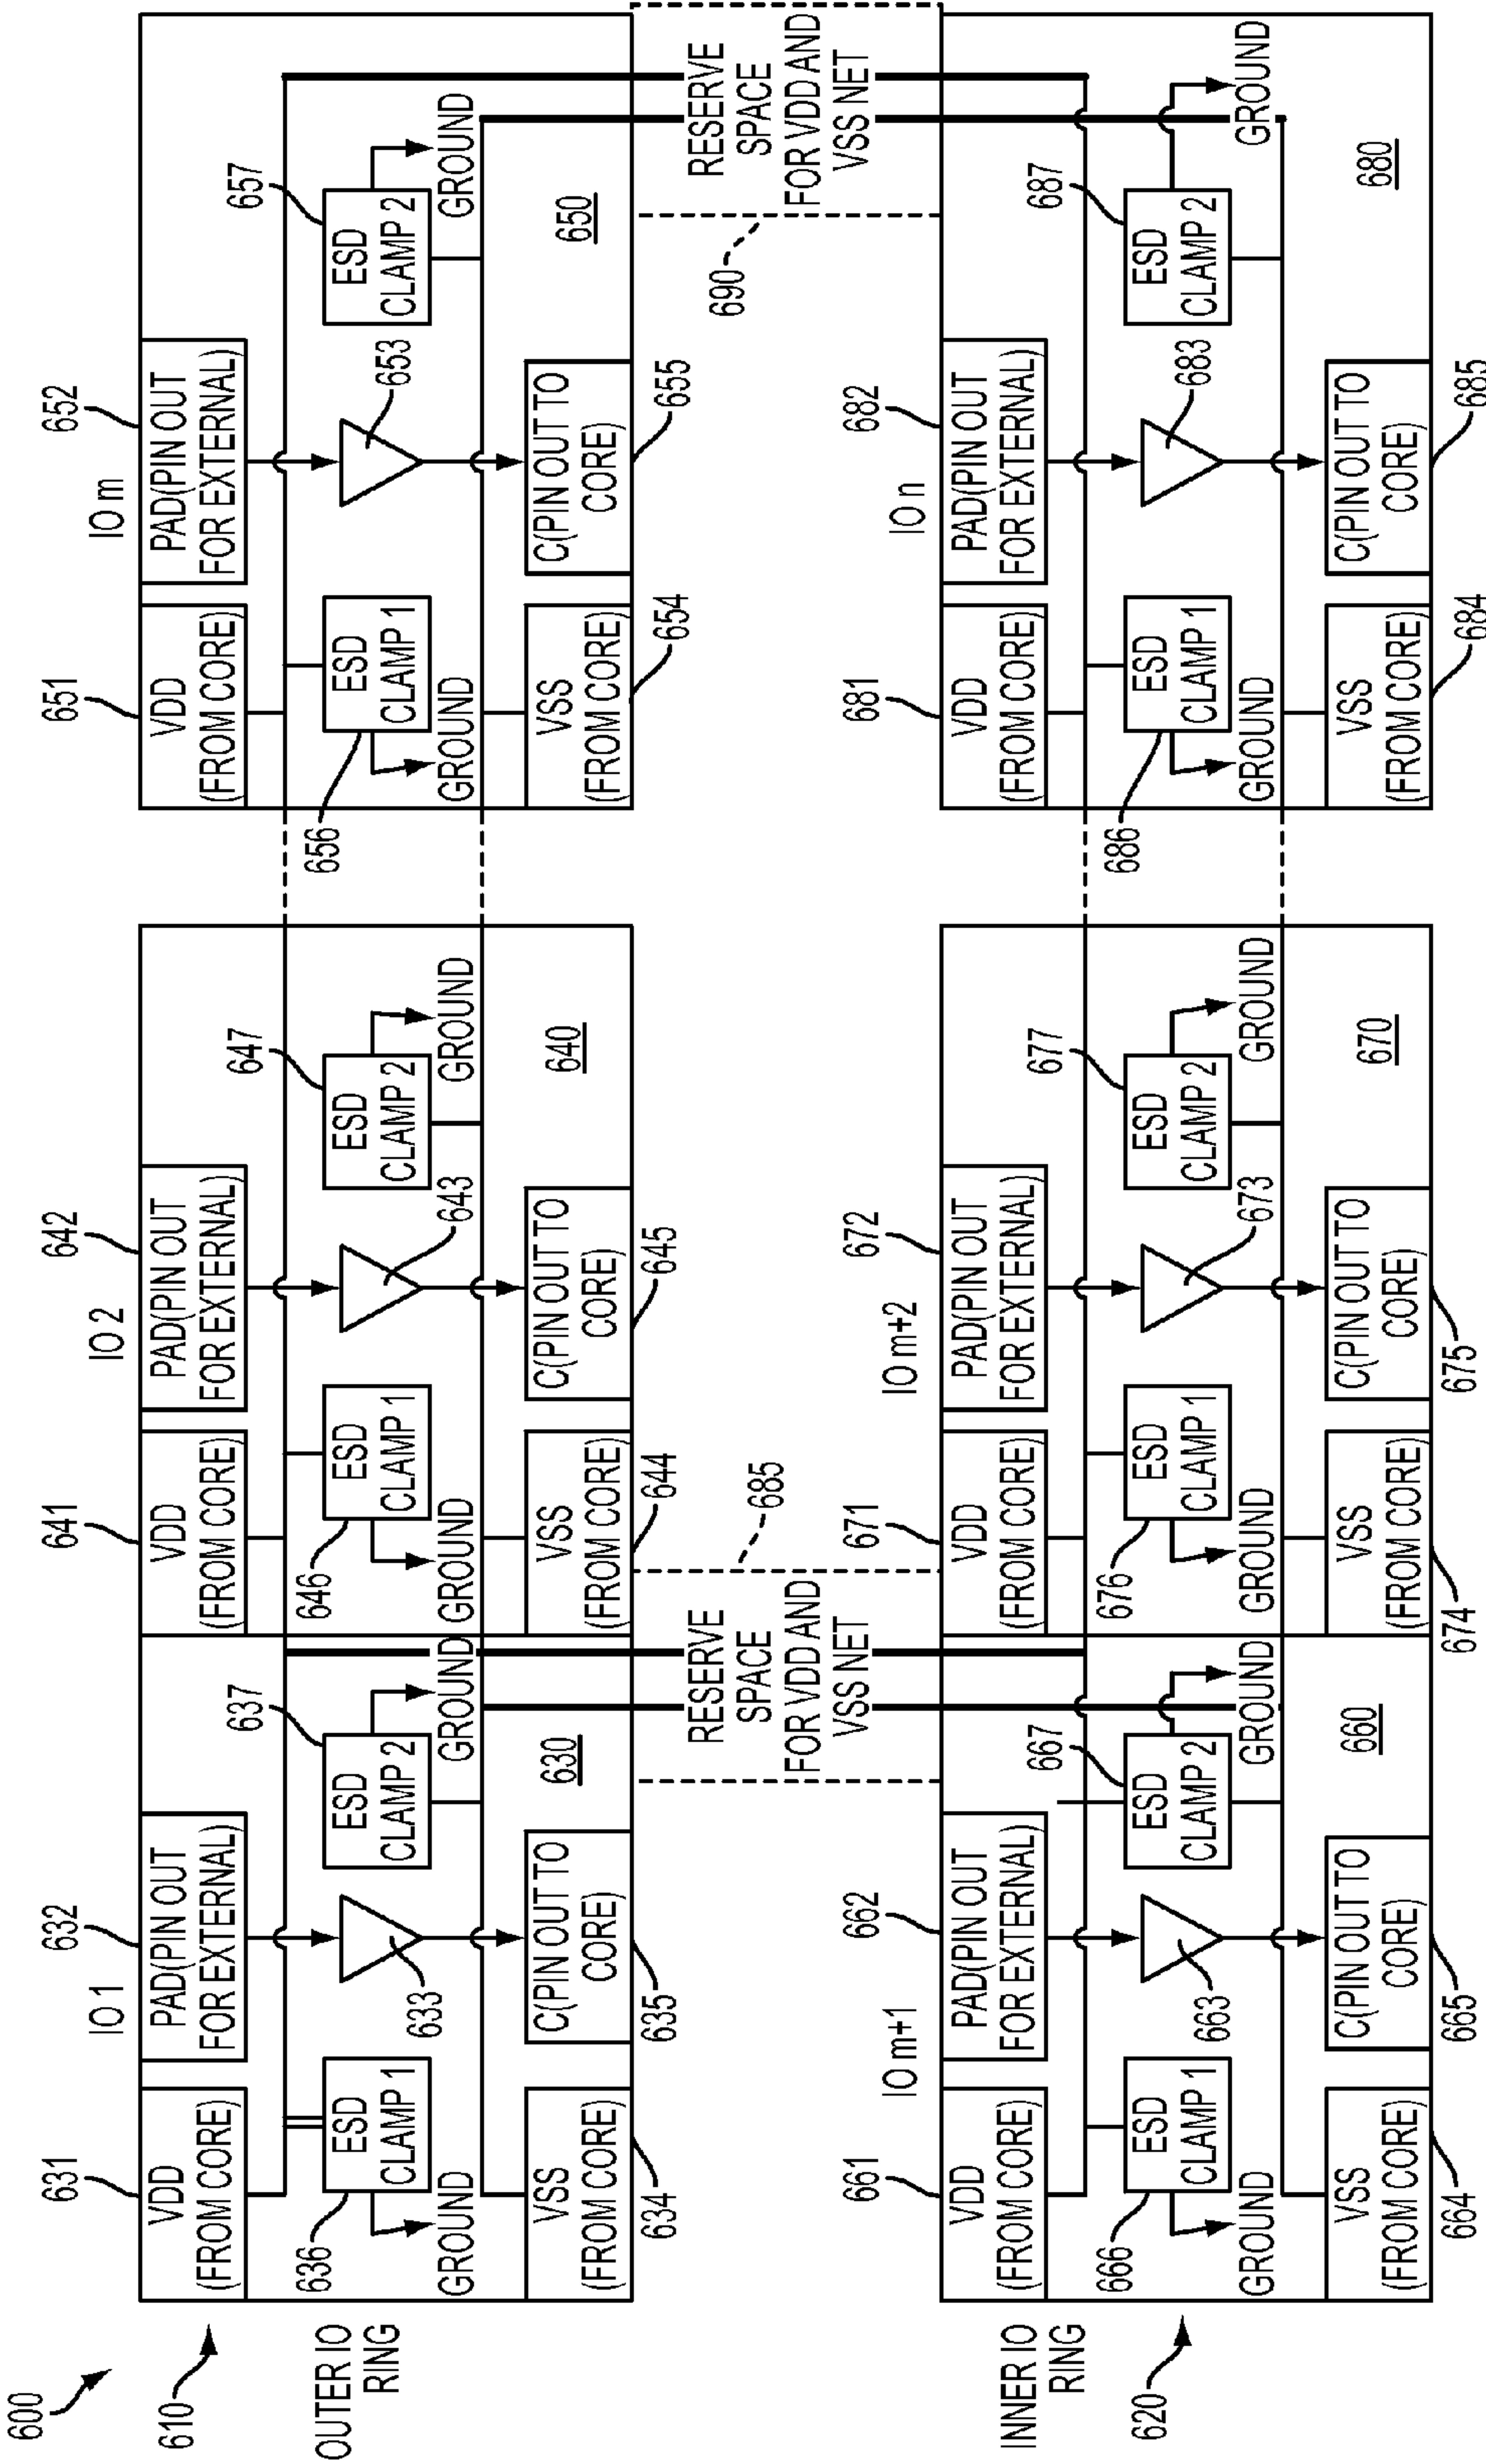 600
610
OUTER IO
RING
631
632
IO 1
VDD
(FROM CORE)
PAD(PIN OUT
FOR EXTERNAL)
636
ESD
CLAMP 1
GROUND
633
637
ESD
CLAMP 2
GROUND
VSS
(FROM CORE)
634
C(PIN OUT TO
CORE)
635
630
641
642
IO 2
VDD
(FROM CORE)
PAD(PIN OUT
FOR EXTERNAL)
646
ESD
CLAMP 1
GROUND
643
647
ESD
CLAMP 2
GROUND
VSS
(FROM CORE)
644
C(PIN OUT TO
CORE)
645
640
651
652
IO m
VDD
(FROM CORE)
PAD(PIN OUT
FOR EXTERNAL)
656
ESD
CLAMP 1
GROUND
653
657
ESD
CLAMP 2
GROUND
VSS
(FROM CORE)
654
C(PIN OUT TO
CORE)
655
650
RESERVE
SPACE
FOR VDD AND
VSS NET
685
RESERVE
SPACE
FOR VDD AND
VSS NET
690
INNER IO
RING
620
661
662
IO m+1
VDD
(FROM CORE)
PAD(PIN OUT
FOR EXTERNAL)
666
ESD
CLAMP 1
GROUND
663
667
ESD
CLAMP 2
GROUND
VSS
(FROM CORE)
664
C(PIN OUT TO
CORE)
665
660
671
672
IO m+2
VDD
(FROM CORE)
PAD(PIN OUT
FOR EXTERNAL)
676
ESD
CLAMP 1
GROUND
673
677
ESD
CLAMP 2
GROUND
VSS
(FROM CORE)
674
C(PIN OUT TO
CORE)
675
670
681
682
IO n
VDD
(FROM CORE)
PAD(PIN OUT
FOR EXTERNAL)
686
ESD
CLAMP 1
GROUND
683
687
ESD
CLAMP 2
GROUND
VSS
(FROM CORE)
684
C(PIN OUT TO
CORE)
685
680